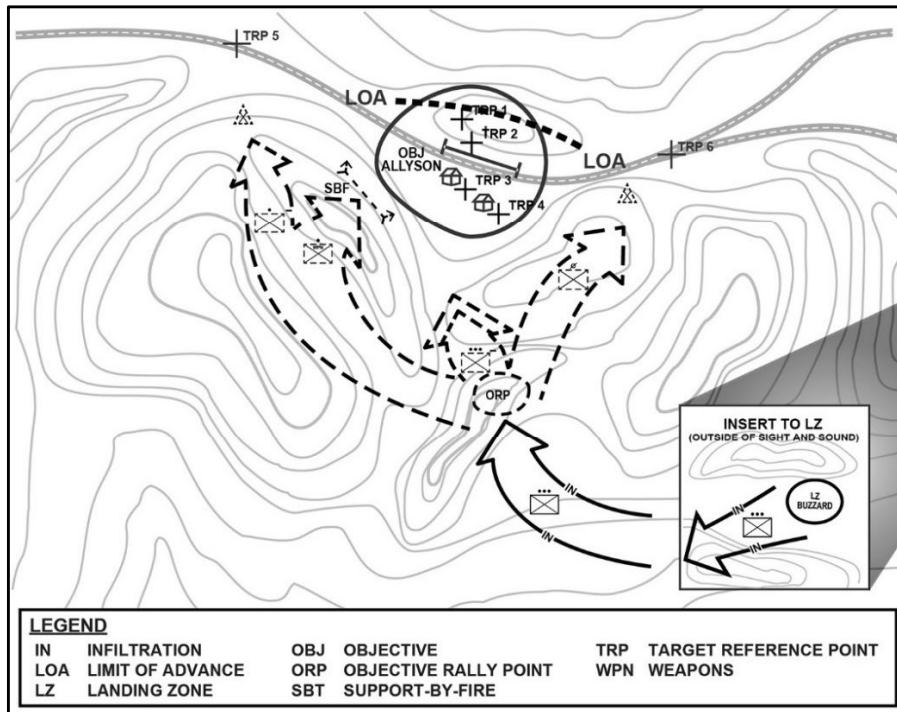 TRP 5
LOA
TRP 1
TRP 2
OBJ
ALLYSON
LOA
TRP 6
SBF
TRP 3
TRP 4
ORP
INSERT TO LZ
(OUTSIDE OF SIGHT AND SOUND)
LZ
BUZZARD
IN
IN
IN
IN
LEGEND
IN INFILTRATION
LOA LIMIT OF ADVANCE
LZ LANDING ZONE
OBJ OBJECTIVE
ORP OBJECTIVE RALLY POINT
SBT SUPPORT-BY-FIRE
TRP TARGET REFERENCE POINT
WPN WEAPONS